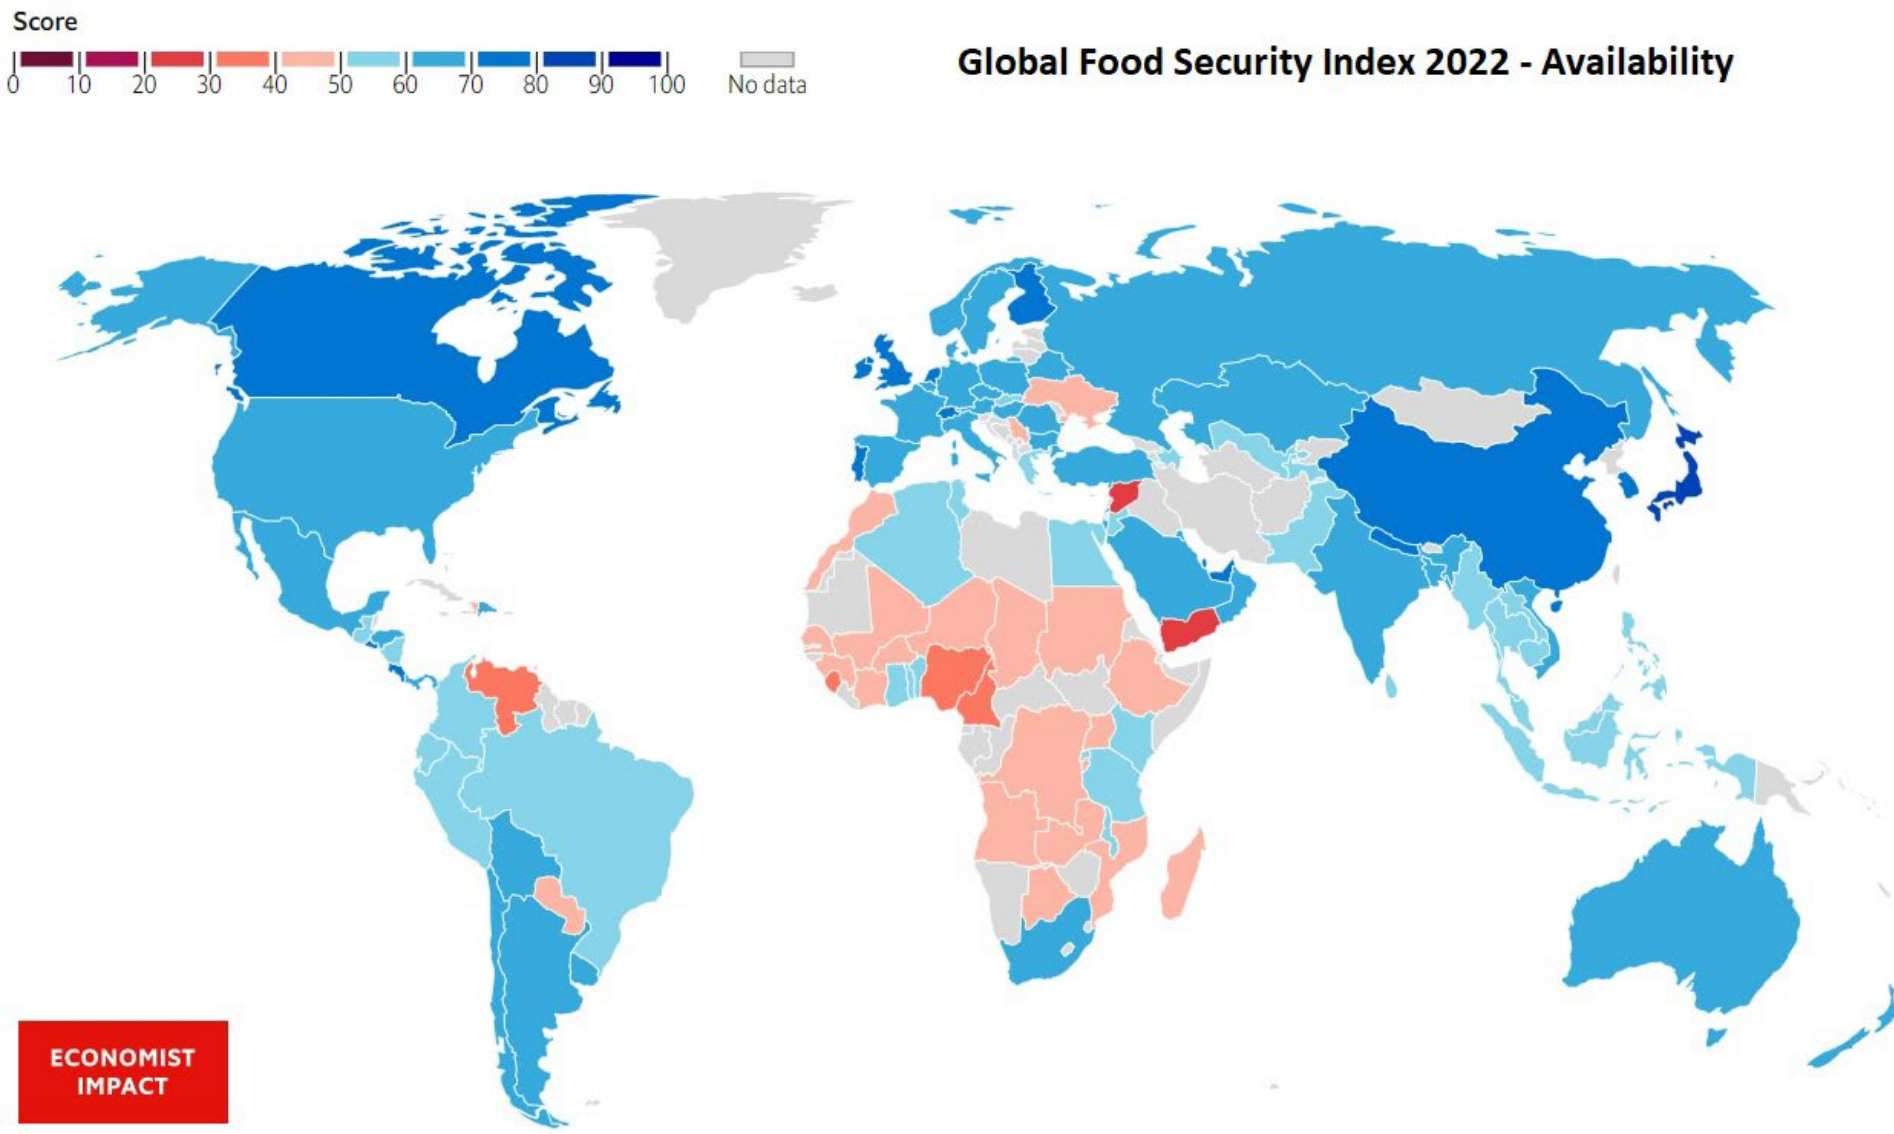 Score
0 10 20 30 40 50 60 70 80 90 100 No data
Global Food Security Index 2022 - Availability
ECONOMIST
IMPACT